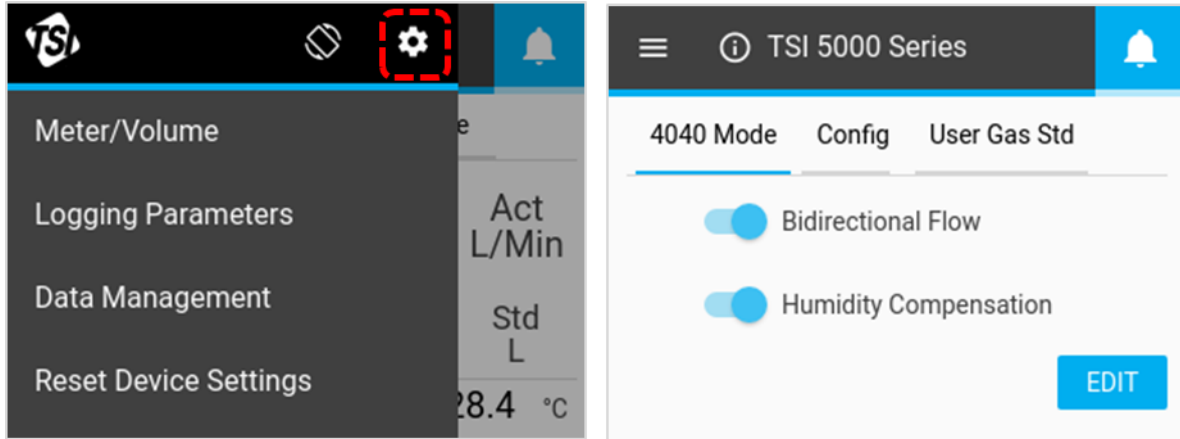 TSI
Meter/Volume
Logging Parameters
Data Management
Reset Device Settings
e
Act
L/Min
Std
L
28.4 °C
TSI 5000 Series
4040 Mode Config User Gas Std
Bidirectional Flow
Humidity Compensation
EDIT